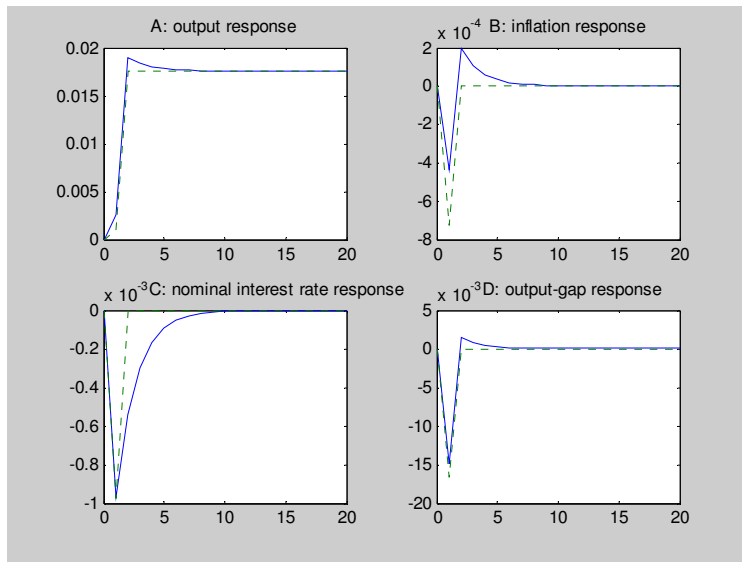 A: output response
0.02
0.015
0.01
0.005
0
0 5 10 15 20
x 10-4 B: inflation response
2
0
-2
-4
-6
-8
0 5 10 15 20
x 10-3 C: nominal interest rate response
0
-0.2
-0.4
-0.6
-0.8
-1
0 5 10 15 20
x 10-3 D: output-gap response
5
0
-5
-10
-15
-20
0 5 10 15 20